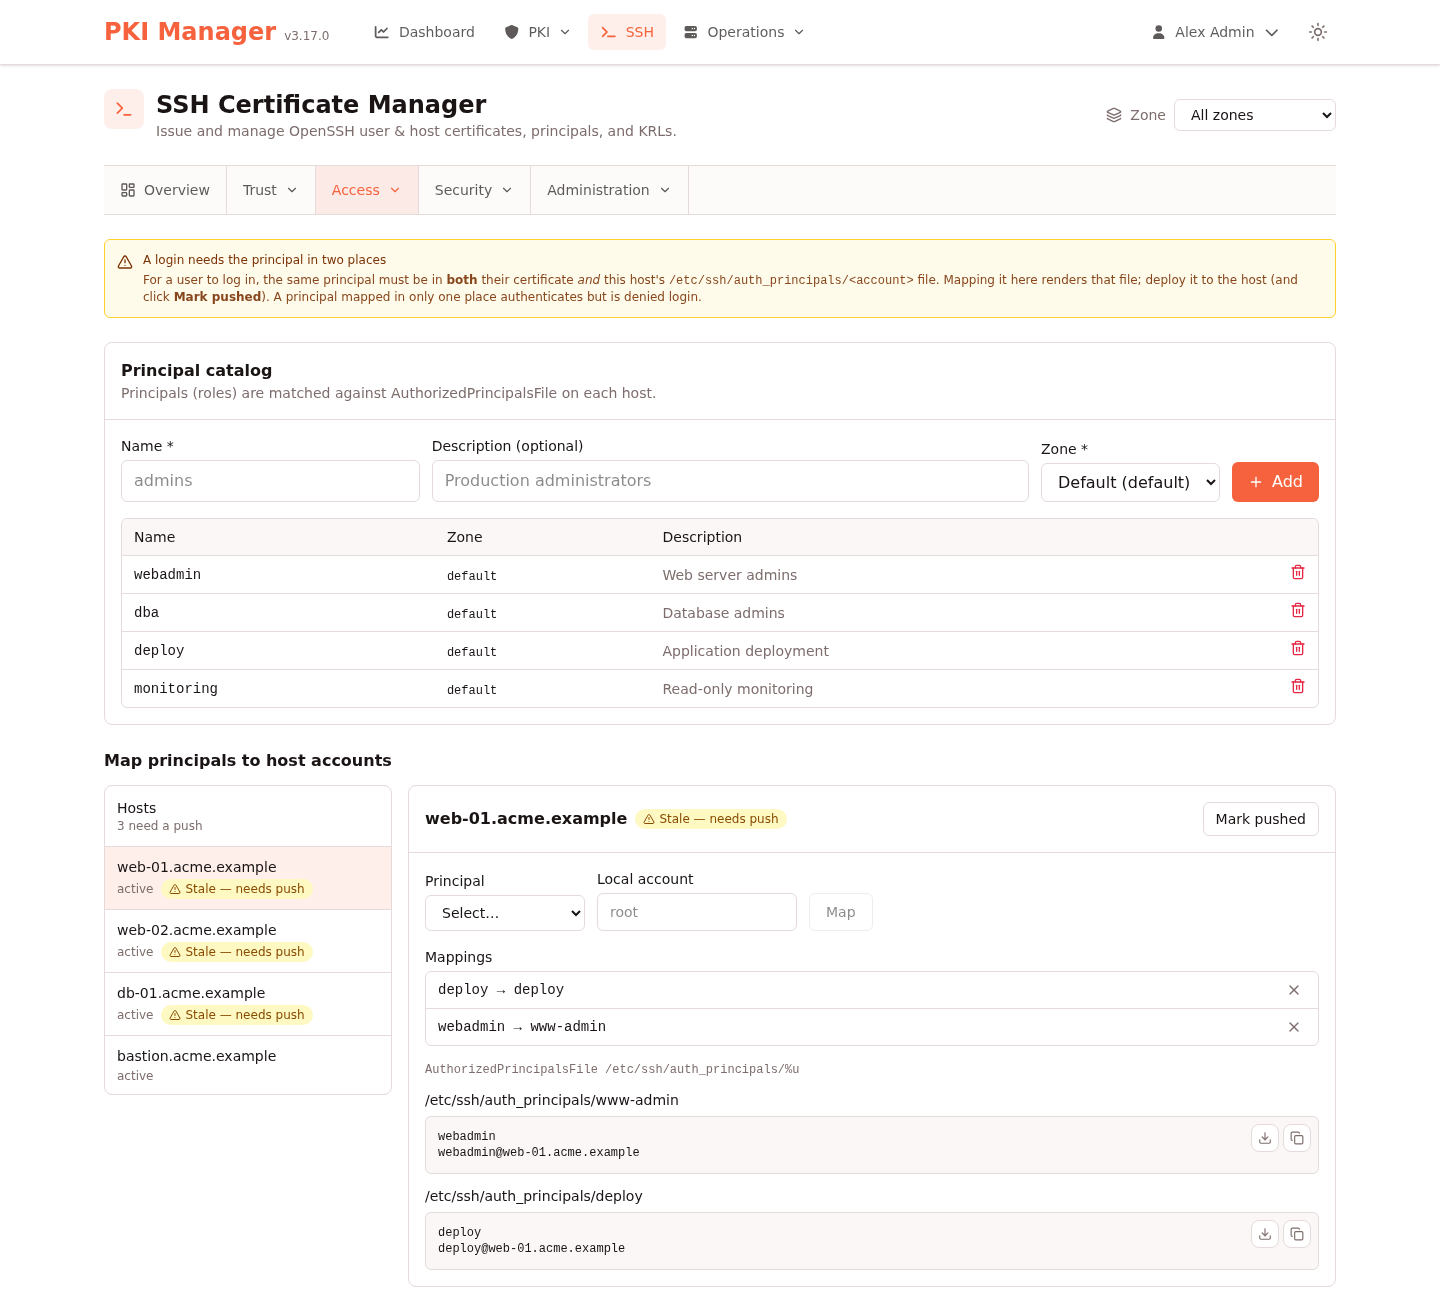 PKI Manager v3.17.0
Dashboard
PKI
SSH
Operations
Alex Admin
SSH Certificate Manager
Issue and manage OpenSSH user & host certificates, principals, and KRLs.
Zone
All zones
Overview
Trust
Access
Security
Administration
A login needs the principal in two places
For a user to log in, the same principal must be in both their certificate and this host's /etc/ssh/auth_principals/<account> file. Mapping it here renders that file; deploy it to the host (and
click Mark pushed). A principal mapped in only one place authenticates but is denied login.
Principal catalog
Principals (roles) are matched against AuthorizedPrincipalsFile on each host.
Name *
Description (optional)
Zone *
admins
Production administrators
Default (default)
Add
Name Zone Description
webadmin default Web server admins
dba default Database admins
deploy default Application deployment
monitoring default Read-only monitoring
Map principals to host accounts
Hosts
3 need a push
web-01.acme.example
active Stale — needs push
web-02.acme.example
active Stale — needs push
db-01.acme.example
active Stale — needs push
bastion.acme.example
active
web-01.acme.example Stale — needs push
Mark pushed
Principal
Local account
Select...
root
Map
Mappings
deploy → deploy
webadmin → www-admin
AuthorizedPrincipalsFile /etc/ssh/auth_principals/%u
/etc/ssh/auth_principals/www-admin
webadmin
webadmin@web-01.acme.example
/etc/ssh/auth_principals/deploy
deploy
deploy@web-01.acme.example